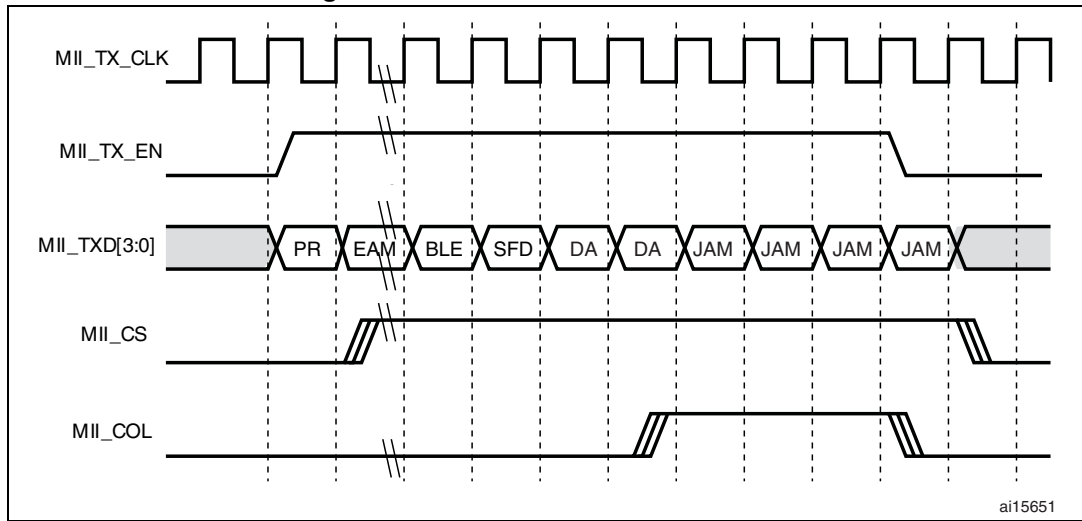 MII_TX_CLK
MII_TX_EN
MII_TXD[3:0] PR EAM BLE SFD DA DA JAM JAM JAM JAM
MII_CS
MII_COL
ai15651